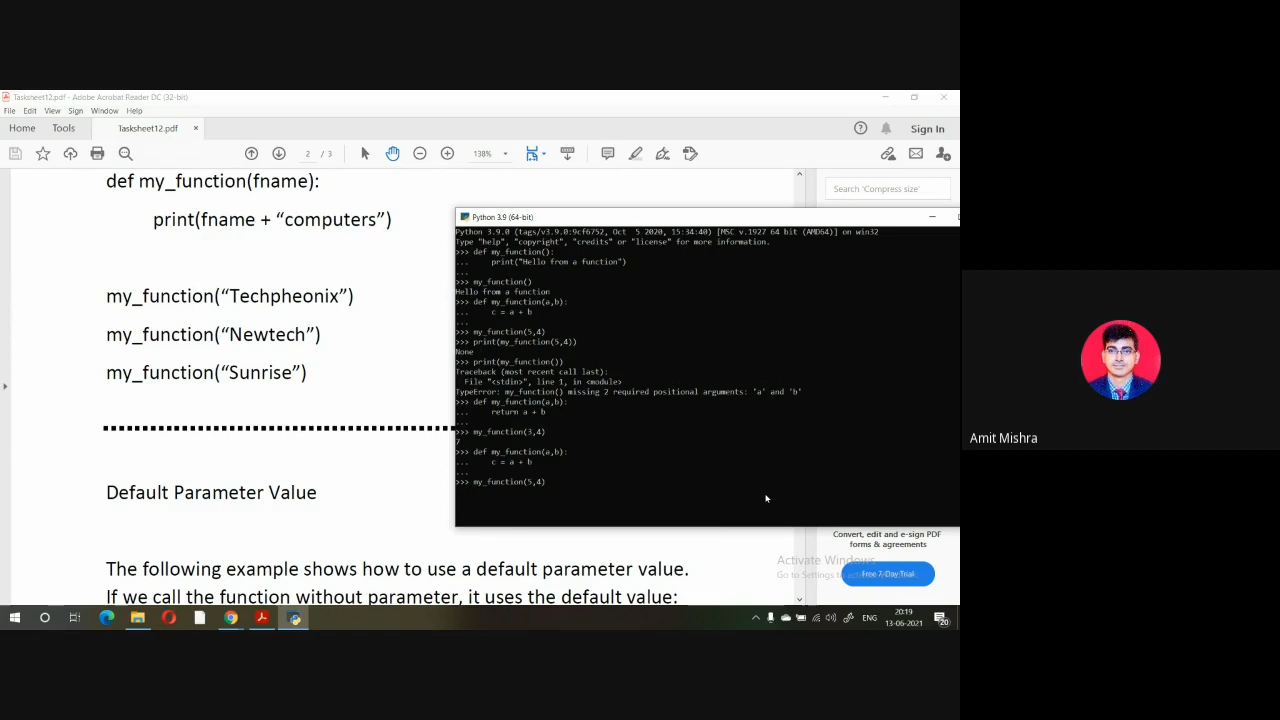 Tasksheet12.pdf - Adobe Acrobat Reader DC (32-bit)
File Edit View Sign Window Help
Home Tools Tasksheet12.pdf × Sign In
2 / 3 138%
def my_function(fname):
print(fname + “computers”)
my_function(“Techpheonix”)
my_function(“Newtech”)
my_function(“Sunrise”)
Default Parameter Value
The following example shows how to use a default parameter value.
If we call the function without parameter, it uses the default value:
Search 'Compress size'
Python 3.9 (64-bit)
Python 3.9.0 (tags/v3.9.0:9cf6752, Oct  5 2020, 15:34:40) [MSC v.1927 64 bit (AMD64)] on win32
Type "help", "copyright", "credits" or "license" for more information.
>>> def my_function():
...     print("Hello from a function")
...
>>> my_function()
Hello from a function
>>> def my_function(a,b):
...     c = a + b
...
>>> my_function(5,4)
>>> print(my_function(5,4))
None
>>> print(my_function())
Traceback (most recent call last):
  File "<stdin>", line 1, in <module>
TypeError: my_function() missing 2 required positional arguments: 'a' and 'b'
>>> def my_function(a,b):
...     return a + b
...
>>> my_function(3,4)
7
>>> def my_function(a,b):
...     c = a + b
...
>>> my_function(5,4)
Convert, edit and e-sign PDF
forms & agreements
Activate Windows
Go to Settings to
Free 7-Day Trial
ENG
20:19
13-06-2021
20
Amit Mishra